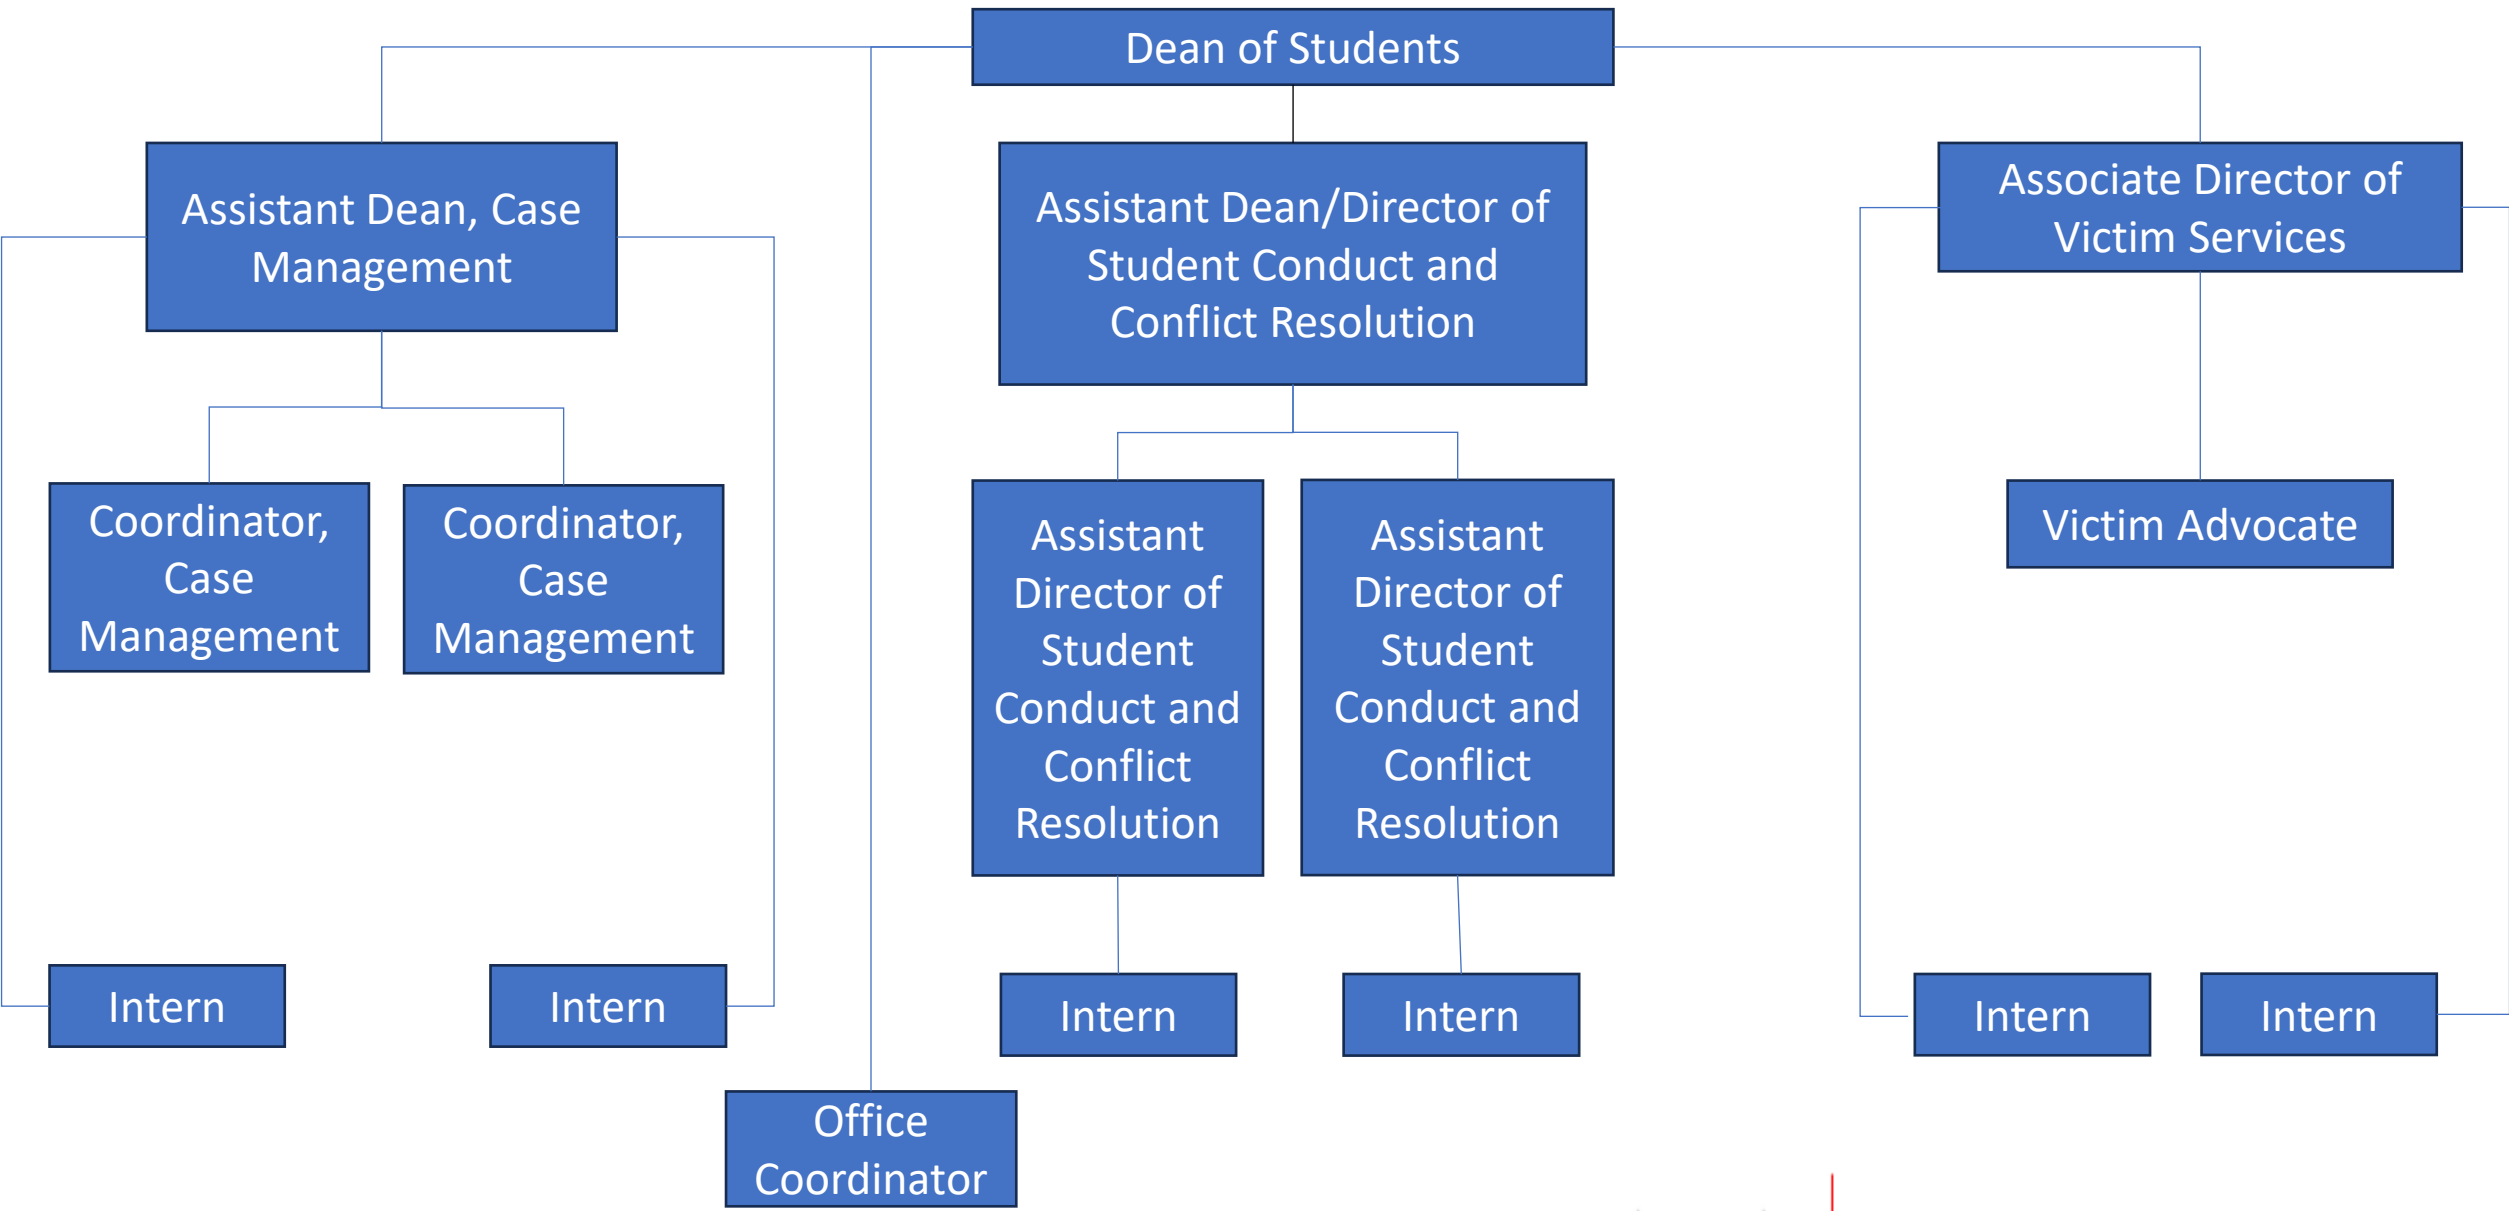 Dean of Students
Assistant Dean, Case
Management
Assistant Dean/Director of
Student Conduct and
Conflict Resolution
Associate Director of
Victim Services
Coordinator,
Case
Management
Coordinator,
Case
Management
Assistant
Director of
Student
Conduct and
Conflict
Resolution
Assistant
Director of
Student
Conduct and
Conflict
Resolution
Victim Advocate
Intern
Intern
Intern
Intern
Intern
Intern
Office
Coordinator